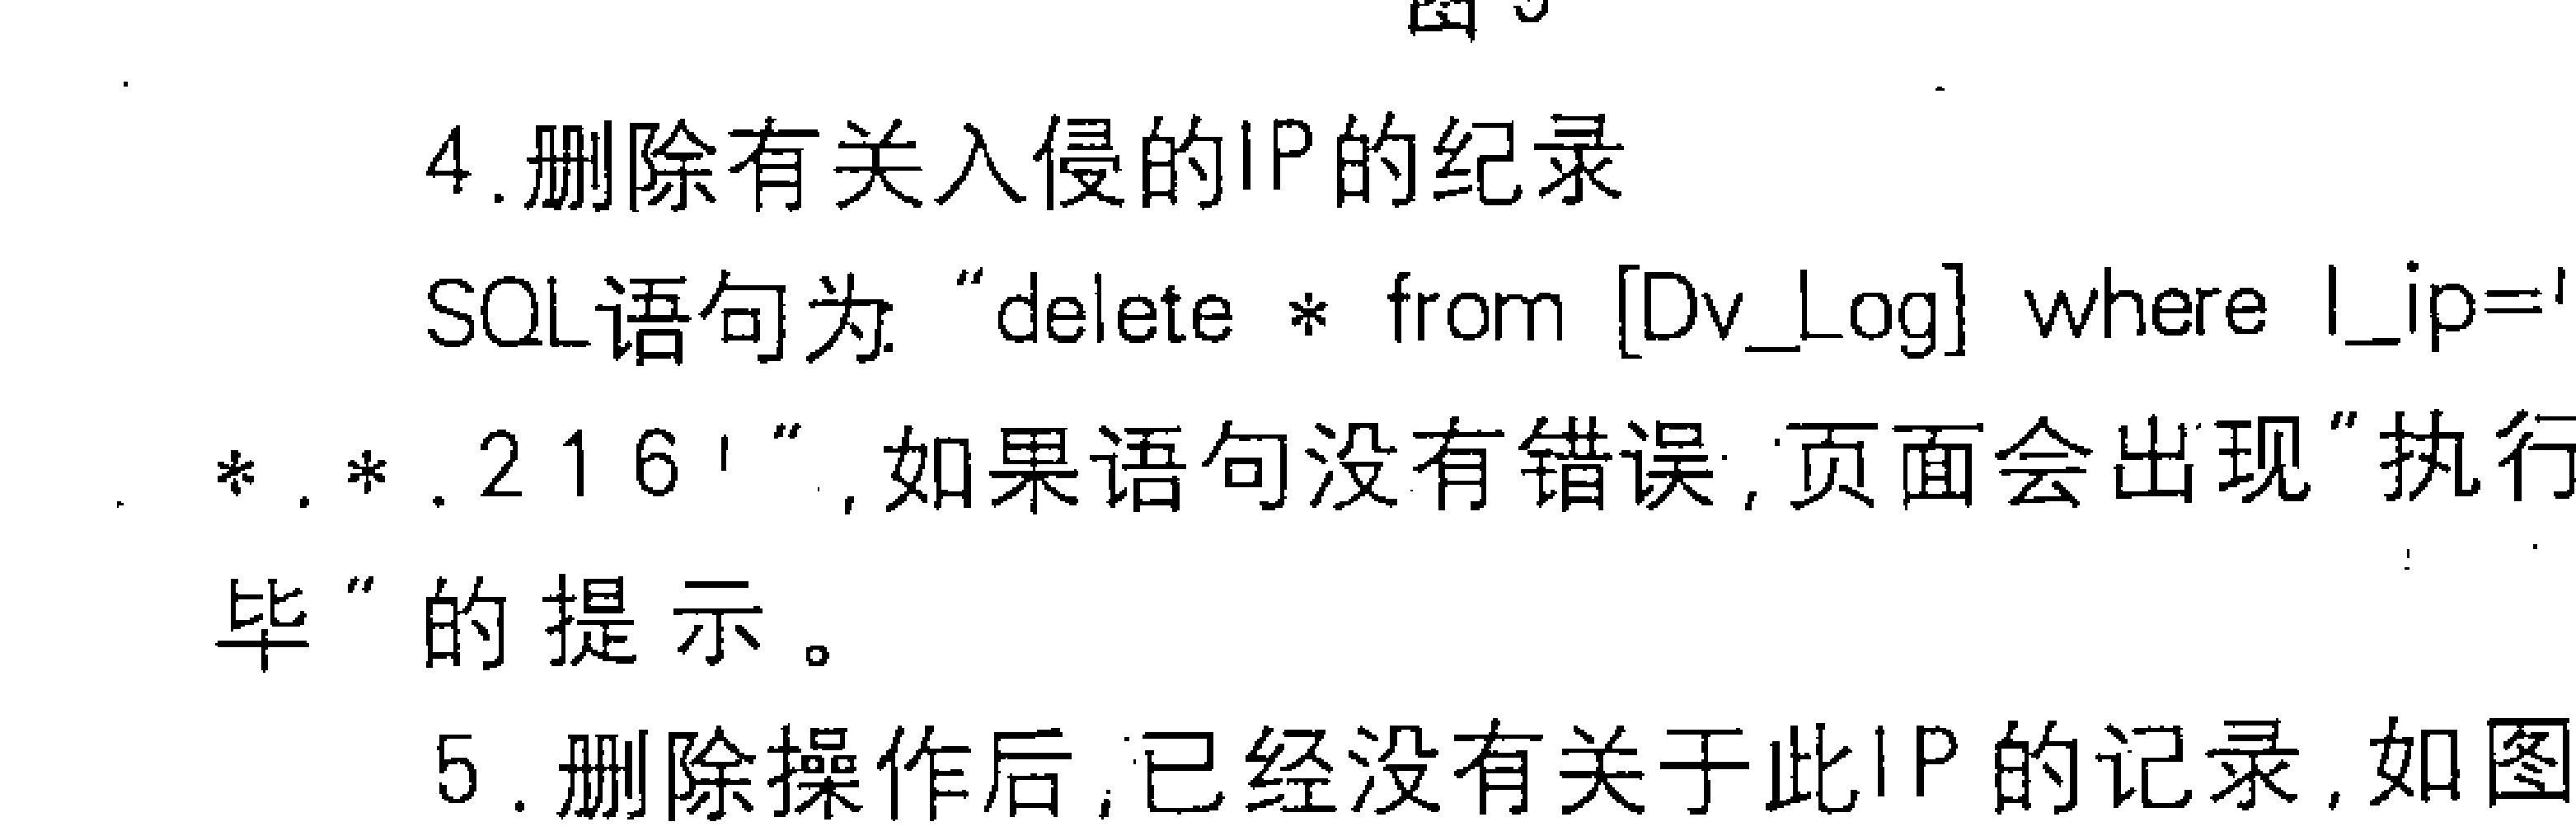 4.删除有关入侵的IP的纪录
SQL语句为 “delete * from [Dv_Log] where l_ip='
*.*.216'”,如果语句没有错误,页面会出现”执行
毕”的提示。
5.删除操作后,已经没有关于此IP的记录,如图